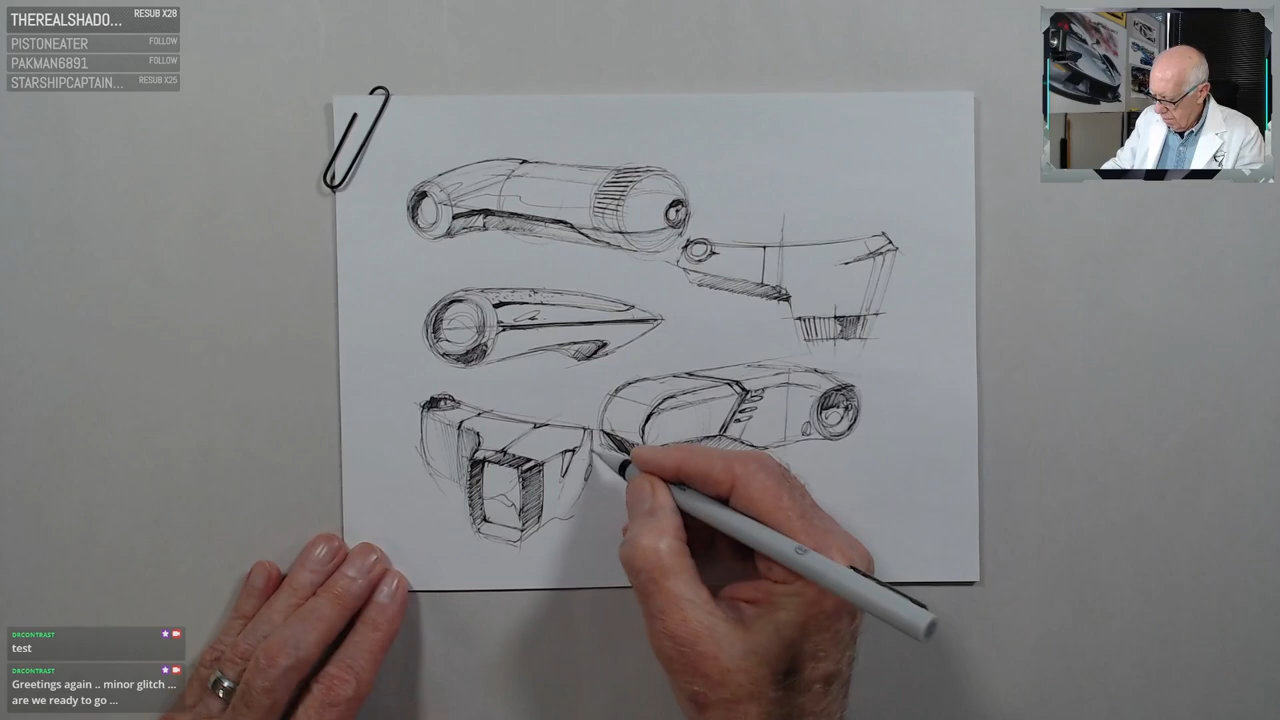 THEREALSHADO...
RESUB X28
PISTONEATER
FOLLOW
PAKMAN6891
FOLLOW
STARSHIPCAPTAIN...
RESUB X25
DRCONTRAST
test
DRCONTRAST
Greetings again .. minor glitch ...
are we ready to go ...